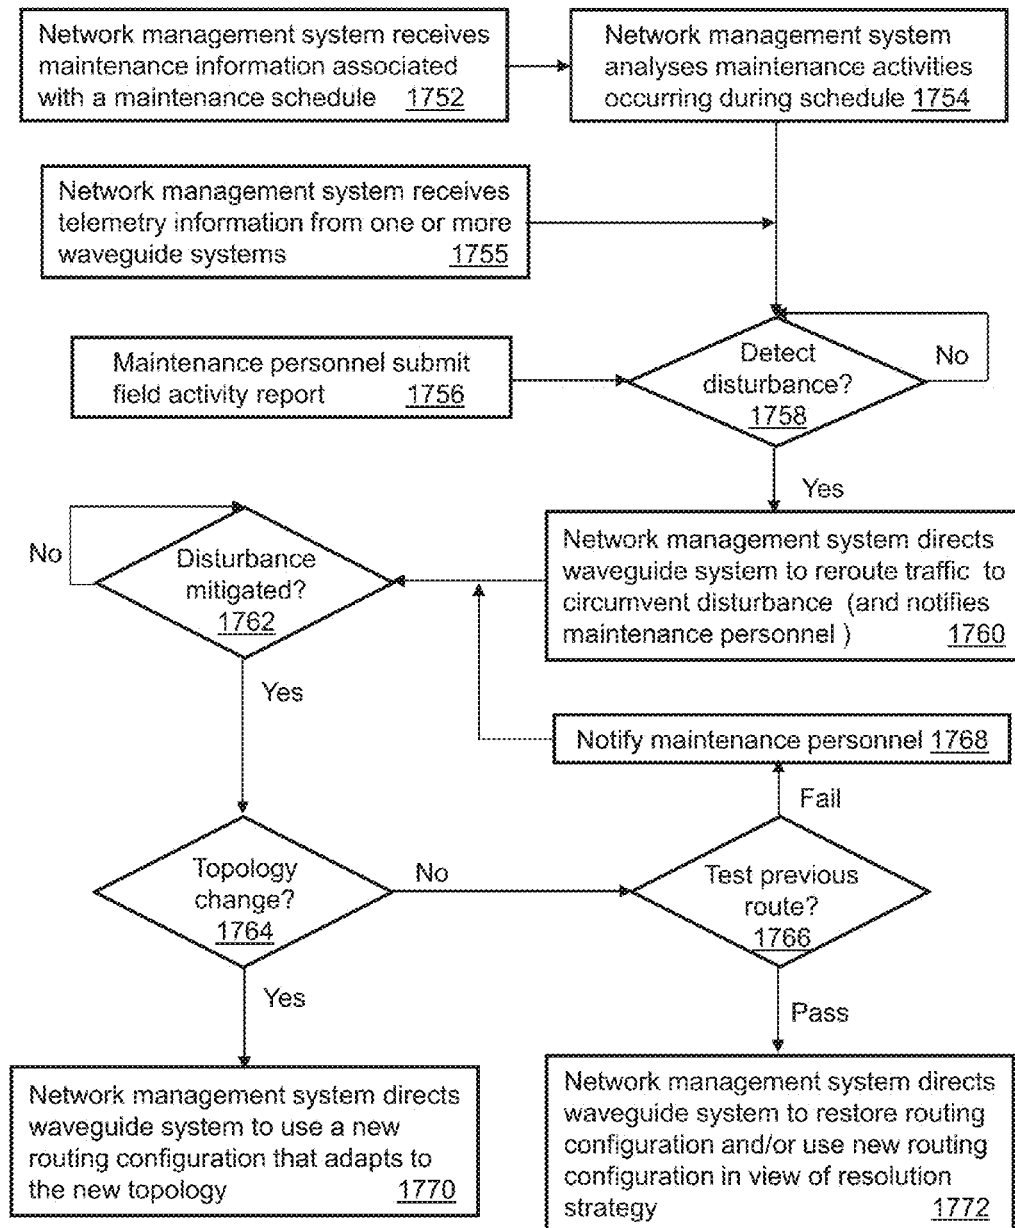 Network management system receives
maintenance information associated
with a maintenance schedule 1752
Network management system
analyses maintenance activities
occurring during schedule 1754
Network management system receives
telemetry information from one or more
waveguide systems 1755
Maintenance personnel submit
field activity report 1756
Detect
disturbance?
1758
No
Yes
Network management system directs
waveguide system to reroute traffic to
circumvent disturbance (and notifies
maintenance personnel ) 1760
No
Disturbance
mitigated?
1762
Yes
Notify maintenance personnel 1768
Fail
Topology
change?
1764
No
Test previous
route?
1766
Yes
Pass
Network management system directs
waveguide system to use a new
routing configuration that adapts to
the new topology 1770
Network management system directs
waveguide system to restore routing
configuration and/or use new routing
configuration in view of resolution
strategy 1772